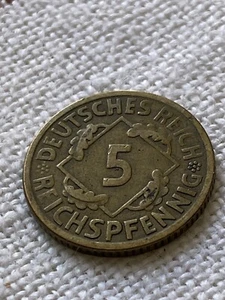 DEUTSCHES REICH
5
REICHSPFENNIG